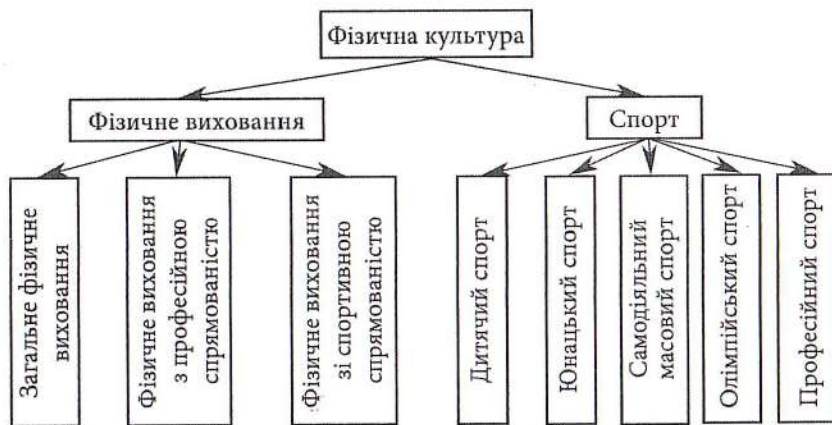 Фізична культура
Фізичне виховання
Спорт
Загальне фізичне
виховання
Фізичне виховання
з професійною
спрямованістю
Фізичне виховання
зі спортивною
спрямованістю
Дитячий спорт
Юнацький спорт
Самодіяльний
масовий спорт
Олімпійський спорт
Професійний спорт